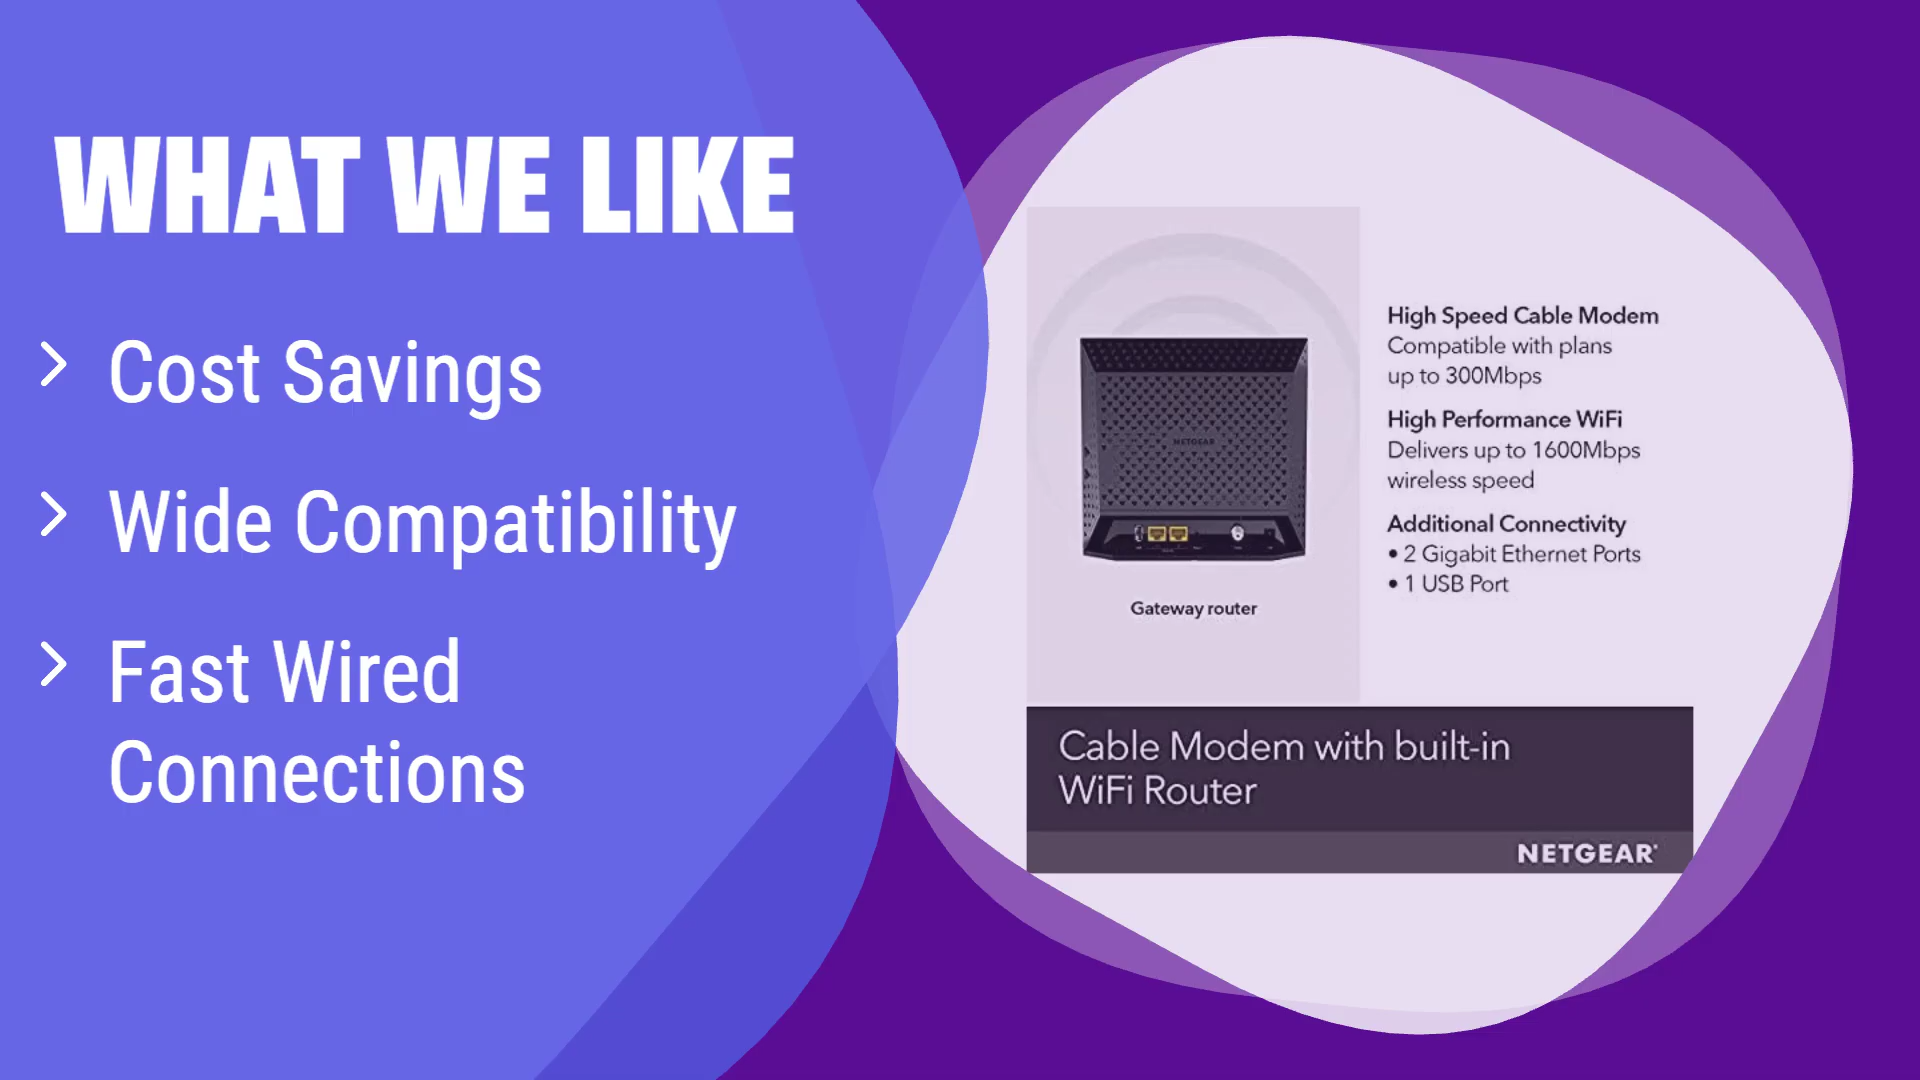 WHAT WE LIKE
Cost Savings
Wide Compatibility
Fast Wired
Connections
NETGEAR
Gateway router
High Speed Cable Modem
Compatible with plans
up to 300Mbps
High Performance WiFi
Delivers up to 1600Mbps
wireless speed
Additional Connectivity
• 2 Gigabit Ethernet Ports
• 1 USB Port
Cable Modem with built-in
WiFi Router
NETGEAR